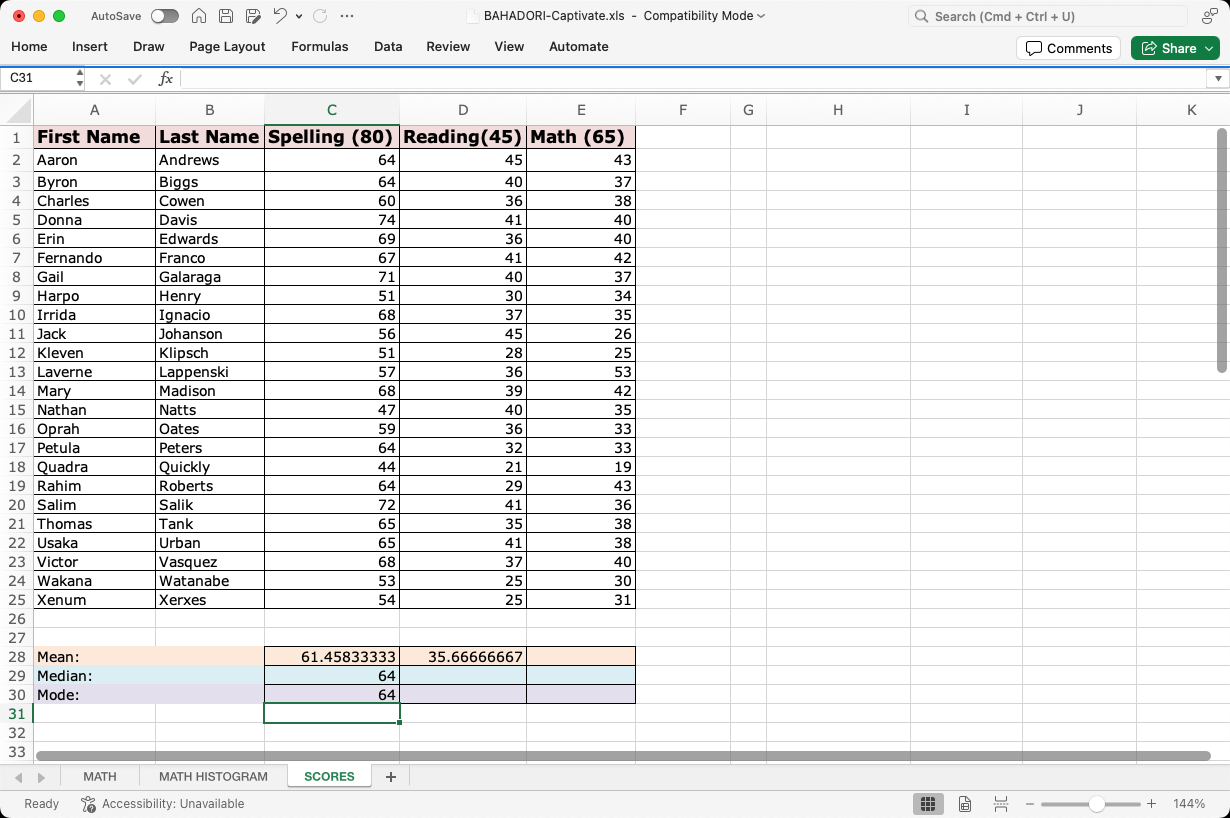 AutoSave BAHADORI-Captivate.xls - Compatibility Mode Search (Cmd + Ctrl + U)
Home Insert Draw Page Layout Formulas Data Review View Automate Comments Share
C31 fx
A B C D E F G H I J K
1 First Name Last Name Spelling (80) Reading(45) Math (65)
2 Aaron Andrews 64 45 43
3 Byron Biggs 64 40 37
4 Charles Cowen 60 36 38
5 Donna Davis 74 41 40
6 Erin Edwards 69 36 40
7 Fernando Franco 67 41 42
8 Gail Galaraga 71 40 37
9 Harpo Henry 51 30 34
10 Irrida Ignacio 68 37 35
11 Jack Johanson 56 45 26
12 Kleven Klipsch 51 28 25
13 Laverne Lappenski 57 36 53
14 Mary Madison 68 39 42
15 Nathan Natts 47 40 35
16 Oprah Oates 59 36 33
17 Petula Peters 64 32 33
18 Quadra Quickly 44 21 19
19 Rahim Roberts 64 29 43
20 Salim Salik 72 41 36
21 Thomas Tank 65 35 38
22 Usaka Urban 65 41 38
23 Victor Vasquez 68 37 40
24 Wakana Watanabe 53 25 30
25 Xenum Xerxes 54 25 31
26
27
28 Mean: 61.45833333 35.66666667
29 Median: 64
30 Mode: 64
31
32
33
MATH MATH HISTOGRAM SCORES +
Ready Accessibility: Unavailable 144%